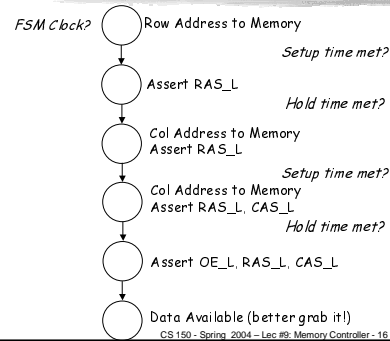 FSM Clock?
Row Address to Memory
Setup time met?
Assert RAS_L
Hold time met?
Col Address to Memory
Assert RAS_L
Setup time met?
Col Address to Memory
Assert RAS_L, CAS_L
Hold time met?
Assert OE_L, RAS_L, CAS_L
Data Available (better grab it!)
CS 150 - Spring 2004 – Lec #9: Memory Controller - 16